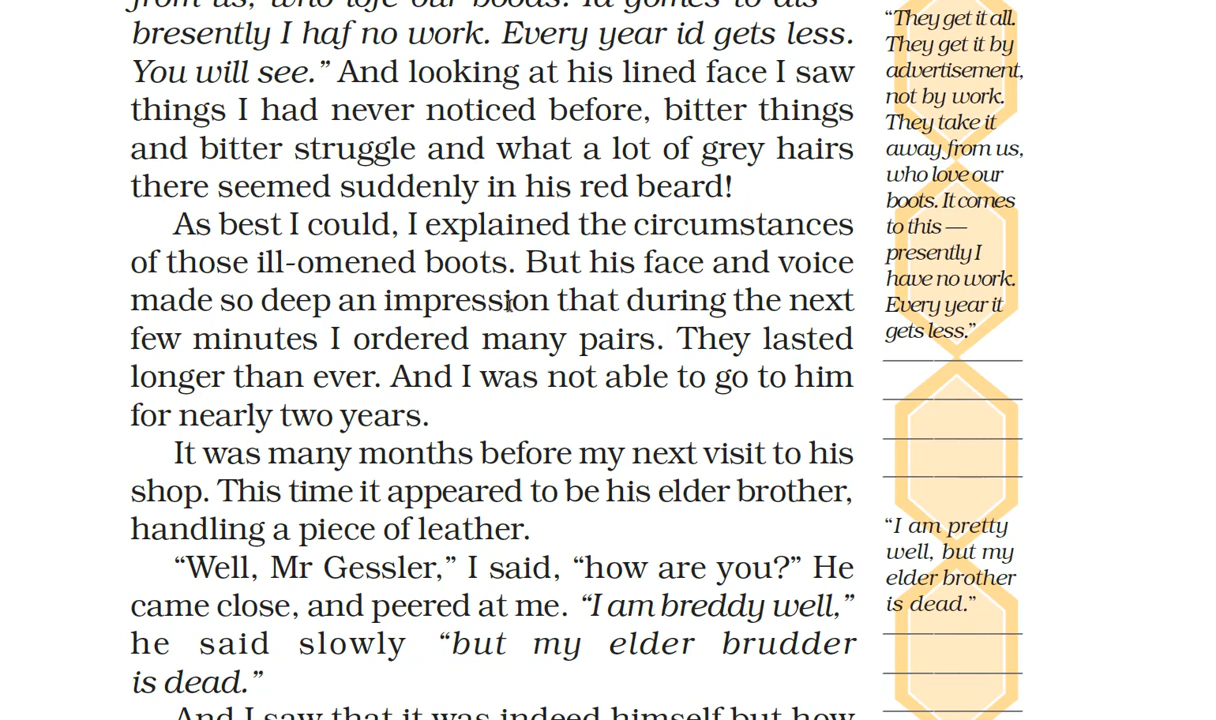 from us, who lofe our boods. Id gomes to dis —
bresently I haf no work. Every year id gets less.
You will see.” And looking at his lined face I saw
things I had never noticed before, bitter things
and bitter struggle and what a lot of grey hairs
there seemed suddenly in his red beard!
As best I could, I explained the circumstances
of those ill-omened boots. But his face and voice
made so deep an impression that during the next
few minutes I ordered many pairs. They lasted
longer than ever. And I was not able to go to him
for nearly two years.
It was many months before my next visit to his
shop. This time it appeared to be his elder brother,
handling a piece of leather.
“Well, Mr Gessler,” I said, “how are you?” He
came close, and peered at me. “I am breddy well,”
he said slowly “but my elder brudder
is dead.”
And I saw that it was indeed himself but how
“They get it all.
They get it by
advertisement,
not by work.
They take it
away from us,
who love our
boots. It comes
to this —
presently I
have no work.
Every year it
gets less.”
“I am pretty
well, but my
elder brother
is dead.”